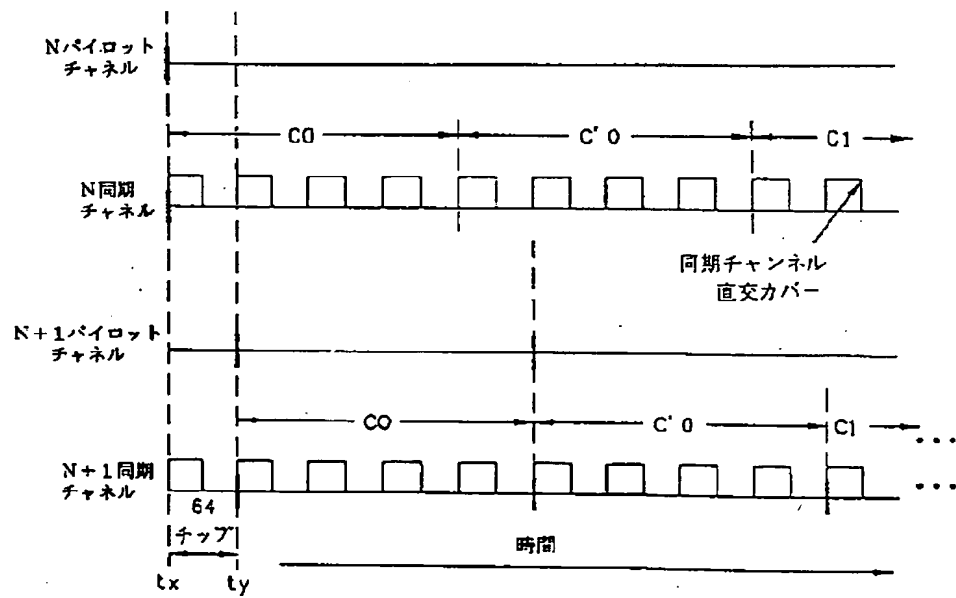 Nパイロット
チャネル
C0
C'0
C1
N同期
チャネル
同期チャンネル
直交カバー
N+1パイロット
チャネル
C0
C'0
C1
...
N+1同期
チャネル
...
64
チップ
時間
tx
ty